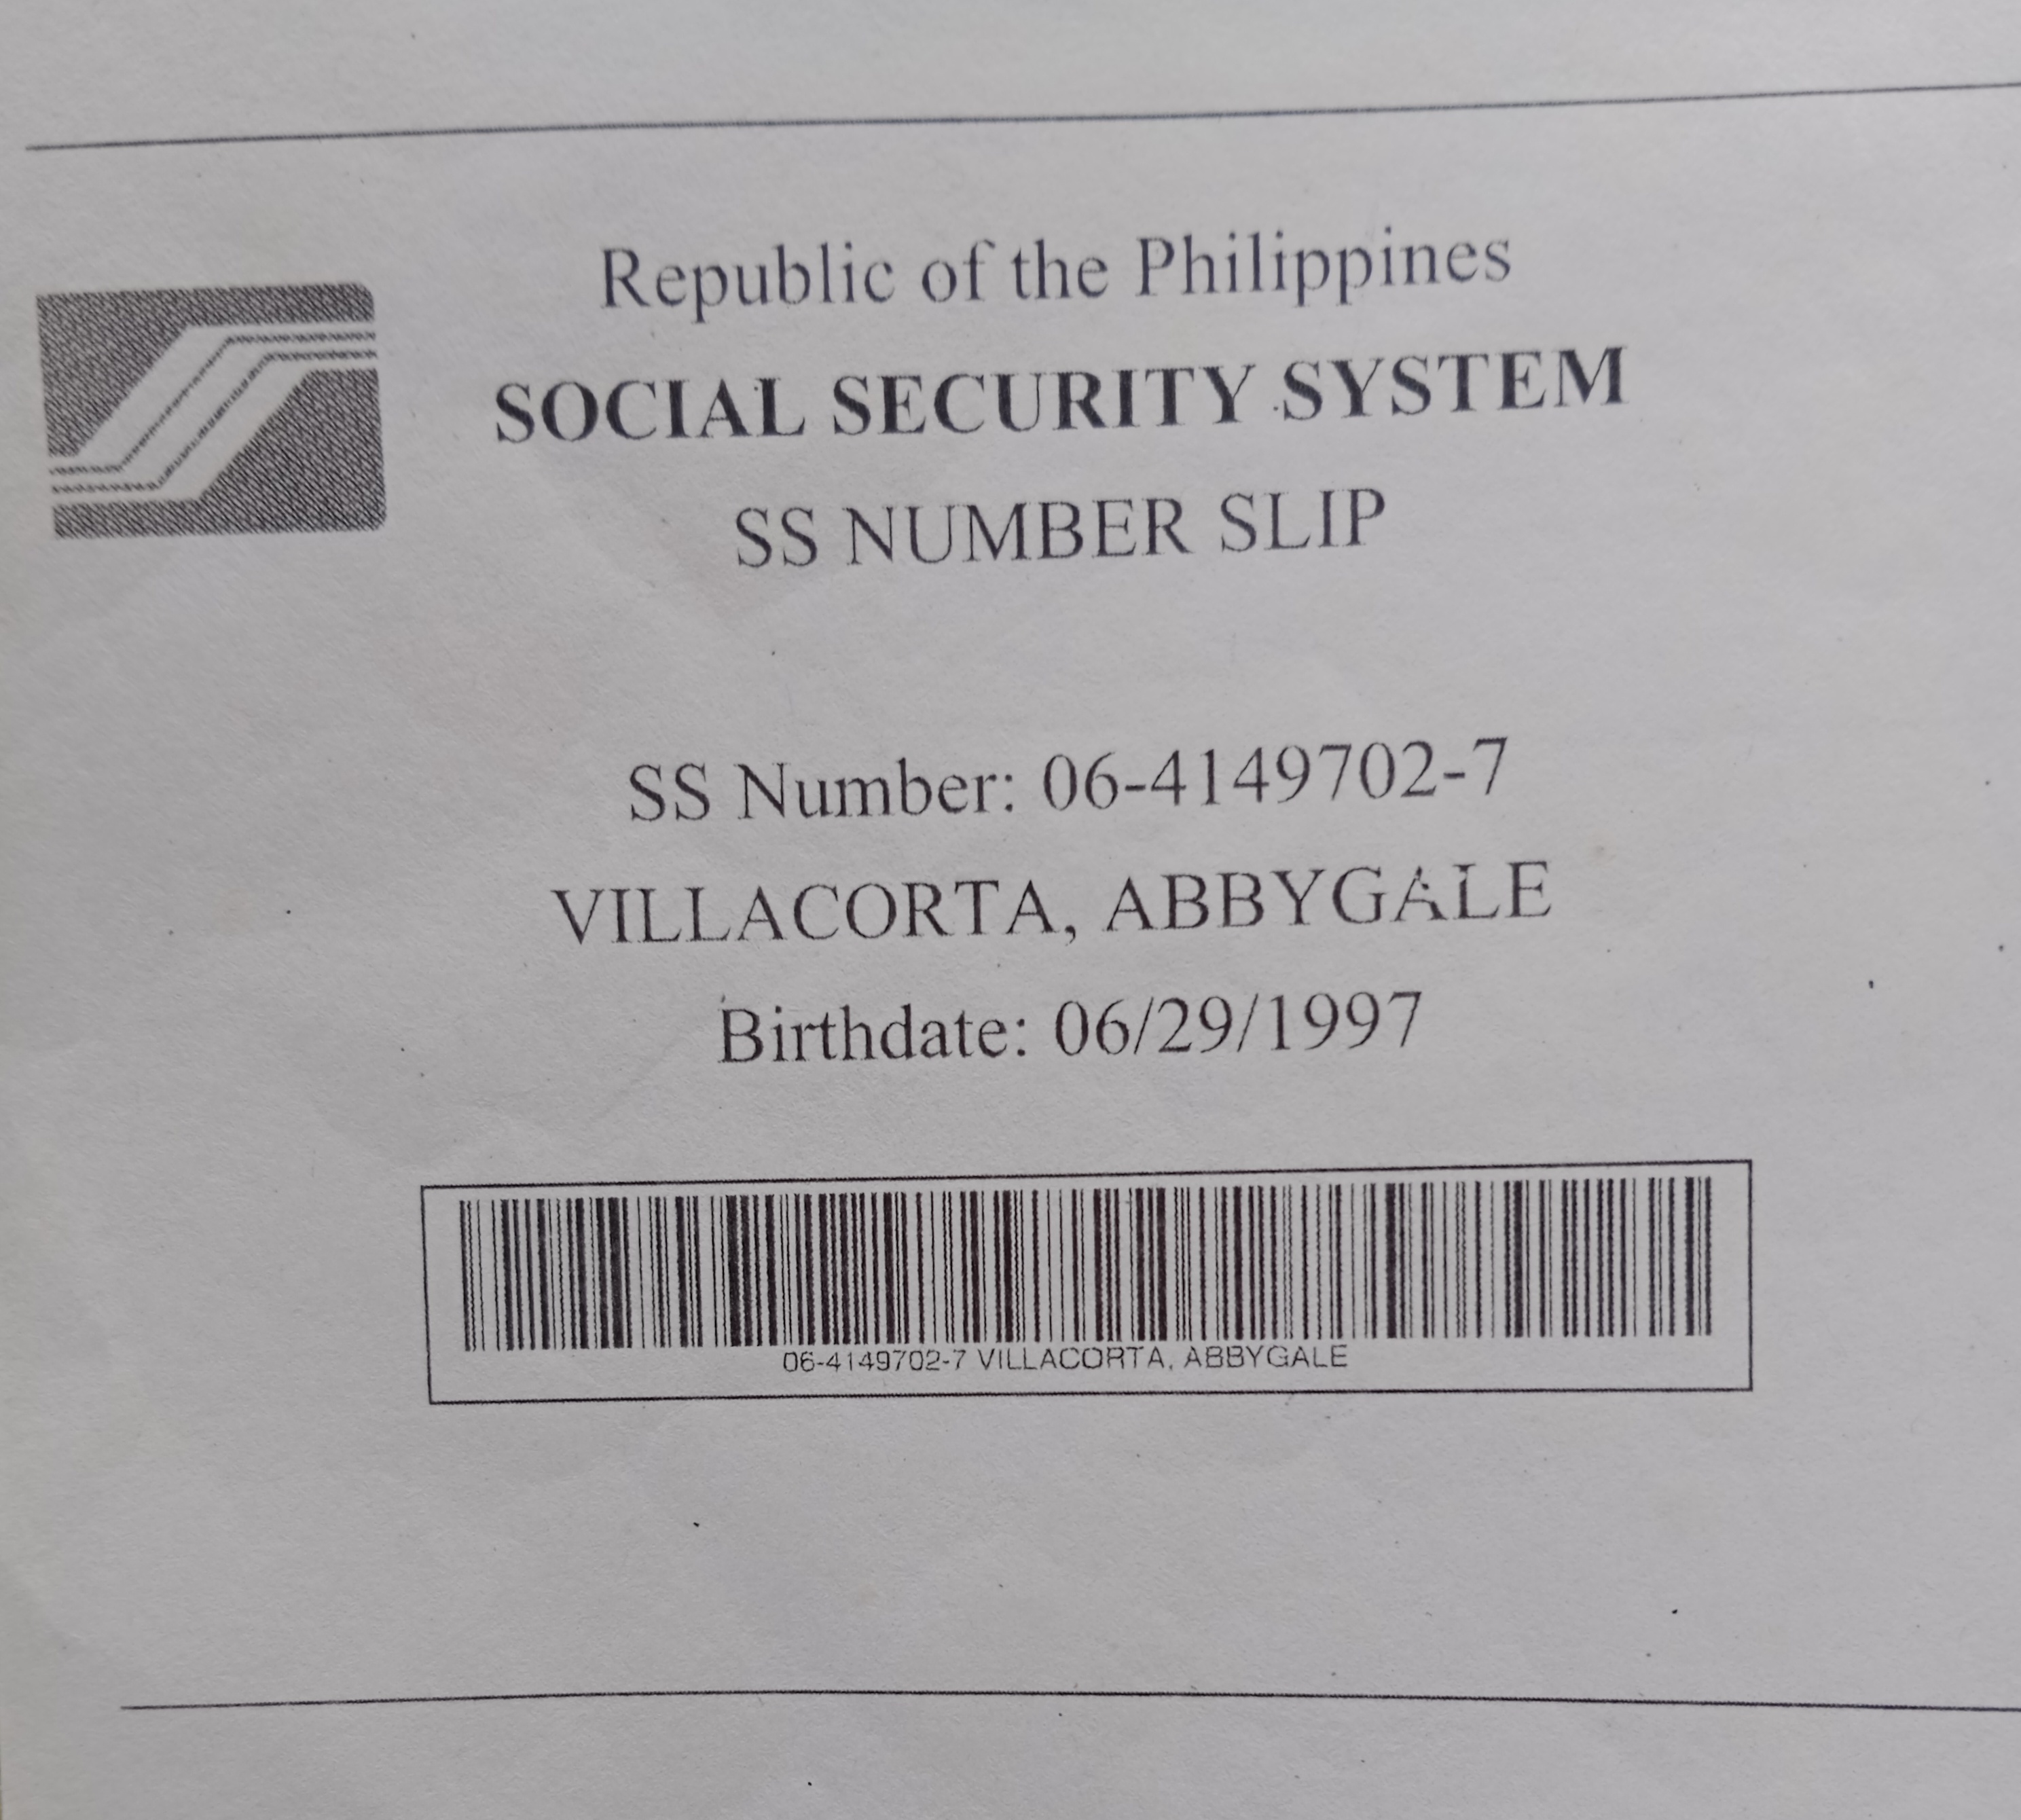 Republic of the Philippines
SOCIAL SECURITY SYSTEM
SS NUMBER SLIP
SS Number: 06-4149702-7
VILLACORTA, ABBYGALE
Birthdate: 06/29/1997
06-4149702-7 VILLACORTA, ABBYGALE